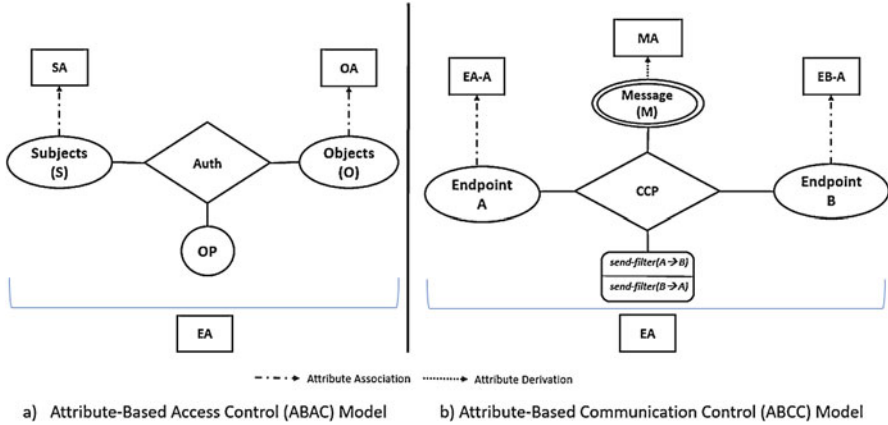 SA
OA
Subjects
(S)
Auth
Objects
(O)
OP
EA
MA
EA-A
EB-A
Message
(M)
Endpoint
A
CCP
Endpoint
B
send-filter(A→B)
send-filter(B→A)
EA
Attribute Association
Attribute Derivation
a) Attribute-Based Access Control (ABAC) Model
b) Attribute-Based Communication Control (ABCC) Model